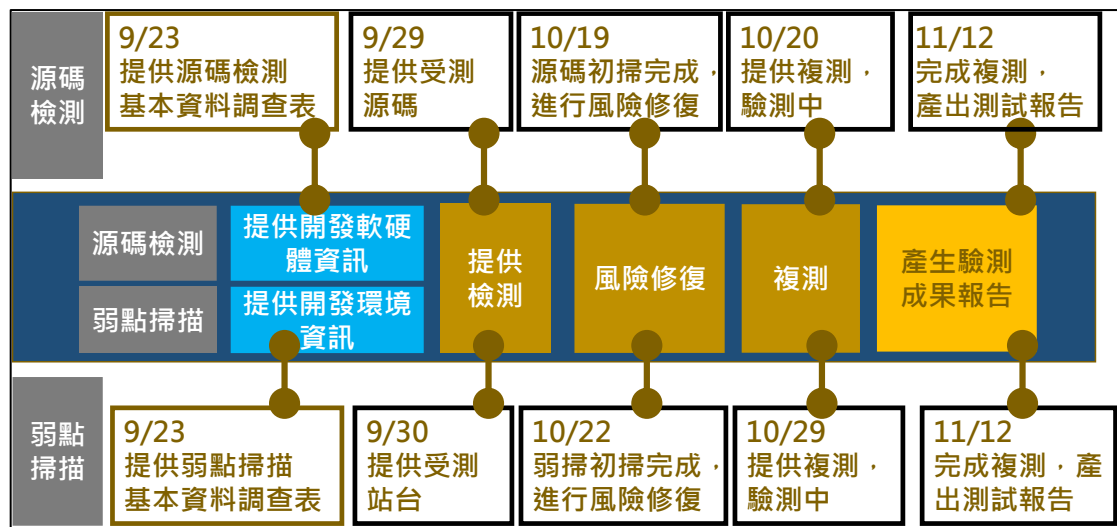 源碼
檢測
9/23
提供源碼檢測
基本資料調查表
9/29
提供受測
源碼
10/19
源碼初掃完成，
進行風險修復
10/20
提供複測，
驗測中
11/12
完成複測，
產出測試報告
源碼檢測
弱點掃描
提供開發軟硬
體資訊
提供開發環境
資訊
提供
檢測
風險修復
複測
產生驗測
成果報告
弱點
掃描
9/23
提供弱點掃描
基本資料調查表
9/30
提供受測
站台
10/22
弱掃初掃完成，
進行風險修復
10/29
提供複測，
驗測中
11/12
完成複測，產
出測試報告